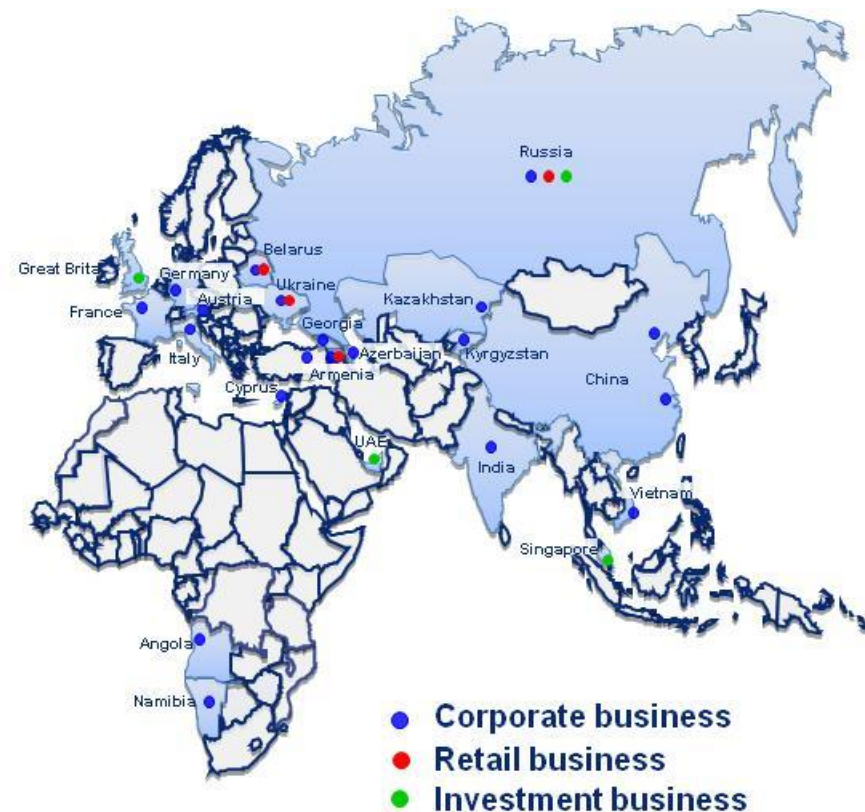 Russia
Belarus
Great Brita
Germany
Ukraine
Austria
Kazakhstan
France
Georgia
Azerbaijan
Kyrgyzstan
Italy
Armenia
China
Cyprus
UAE
India
Vietnam
Singapore
Angola
Namibia
Corporate business
Retail business
Investment business